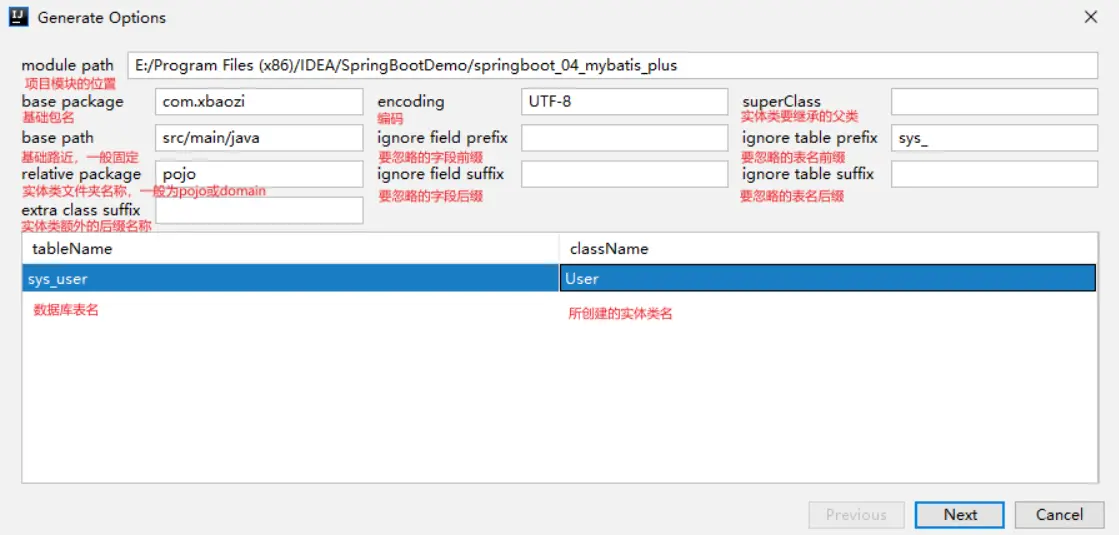 Generate Options
module path E:/Program Files (x86)/IDEA/SpringBootDemo/springboot_04_mybatis_plus
项目模块的位置
base package com.xbaozi encoding UTF-8 superClass
基础包名 编码 实体类要继承的父类
base path src/main/java ignore field prefix ignore table prefix sys_
基础路近，一般固定 要忽略的字段前缀 要忽略的表名前缀
relative package pojo ignore field suffix ignore table suffix
实体类文件夹名称，一般为pojo或domain 要忽略的字段后缀 要忽略的表名后缀
extra class suffix
实体类额外的后缀名称
tableName className
sys_user User
数据库表名 所创建的实体类名
Previous Next Cancel